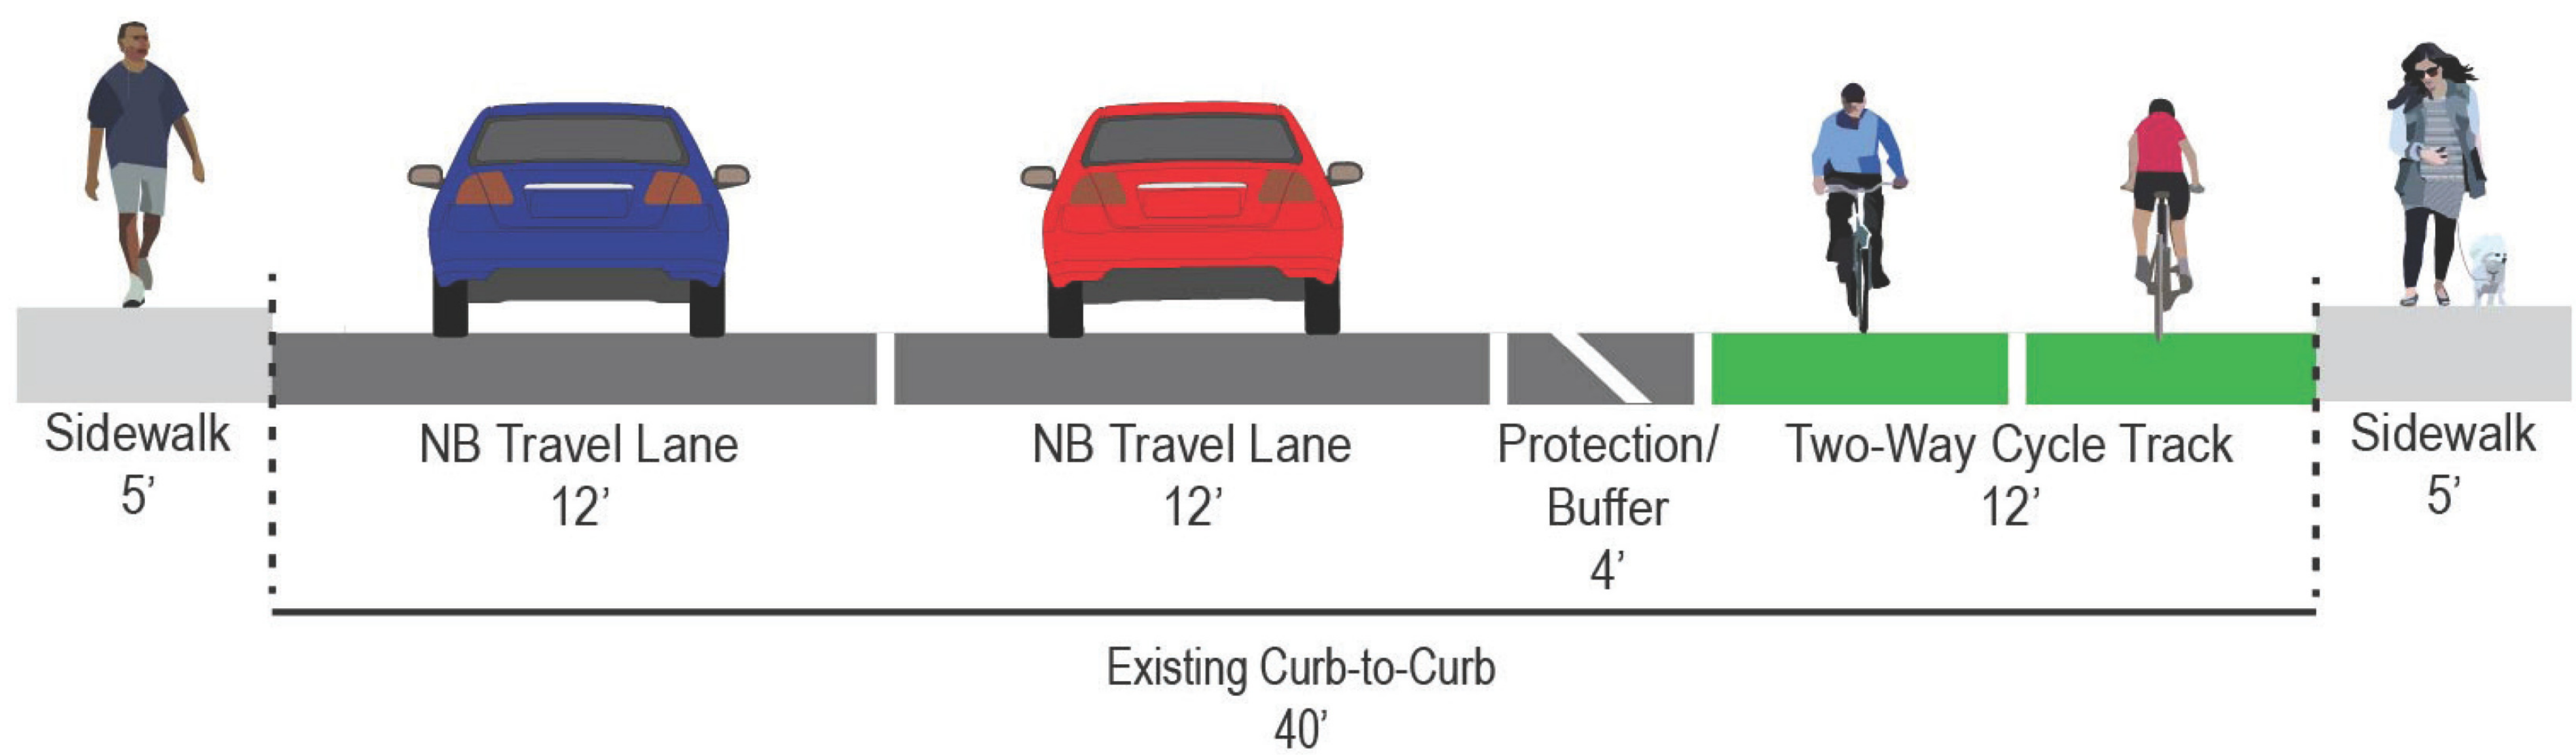 Sidewalk
5’
NB Travel Lane
12’
NB Travel Lane
12’
Protection/
Buffer
4’
Two-Way Cycle Track
12’
Sidewalk
5’
Existing Curb-to-Curb
40’